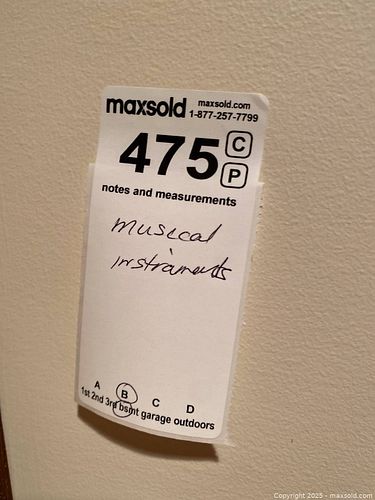 maxsold maxsold.com
1-877-257-7799
475 C
P
notes and measurements
musical
instruments
A B C D
1st 2nd 3rd bsmt garage outdoors
Copyright 2025 - maxsold.com